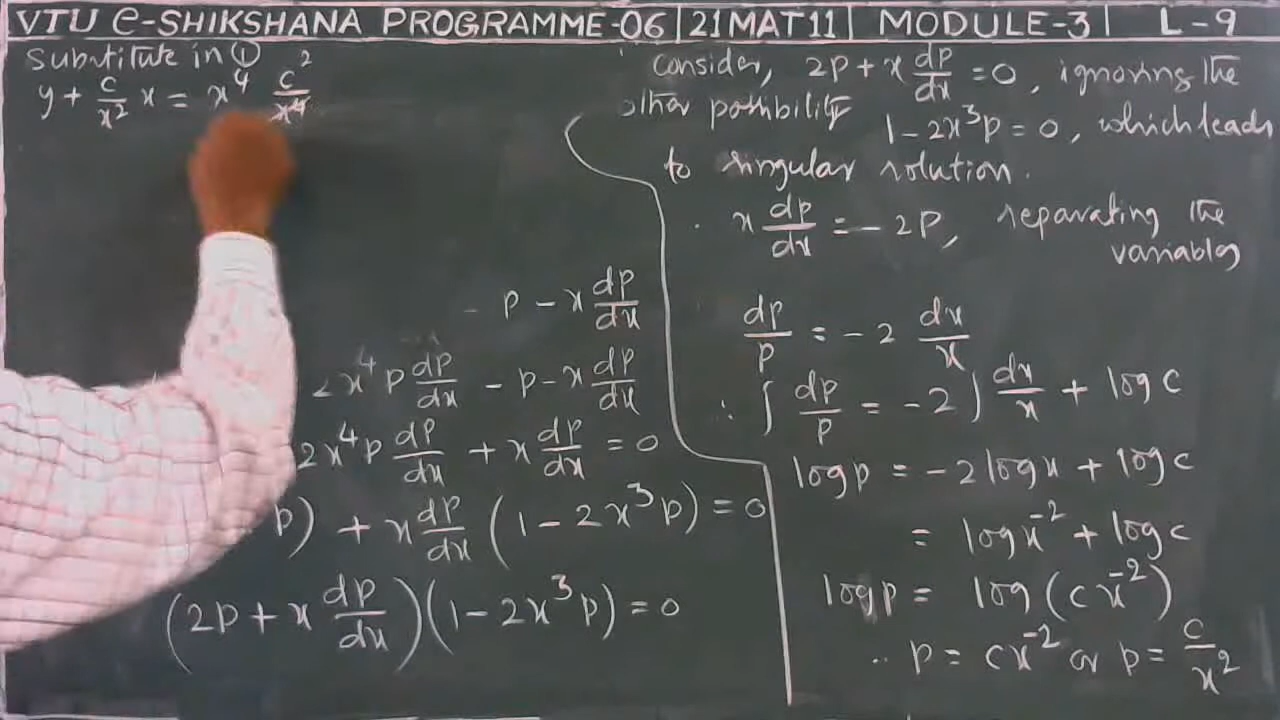 VTU e-SHIKSHANA PROGRAMME-06 | 21MAT11 | MODULE-3 | L-9
Substitute in ①
y + c/x² x = x⁴ c²/x⁴
p - x dp/dx
2x⁴ p dp/dx - p - x dp/dx
2x⁴ p dp/dx + x dp/dx = 0
p) + x dp/dx (1 - 2x³p) = 0
(2p + x dp/dx)(1 - 2x³p) = 0
Consider, 2p + x dp/dx = 0, ignoring the
other possibility 1 - 2x³p = 0, which leads
to singular solution.
x dp/dx = - 2p, separating the
variables
dp/p = -2 dx/x
∴ ∫ dp/p = -2 ∫ dx/x + log c
log p = -2 log x + log c
= log x⁻² + log c
log p = log (cx⁻²)
∴ p = cx⁻² or p = c/x²